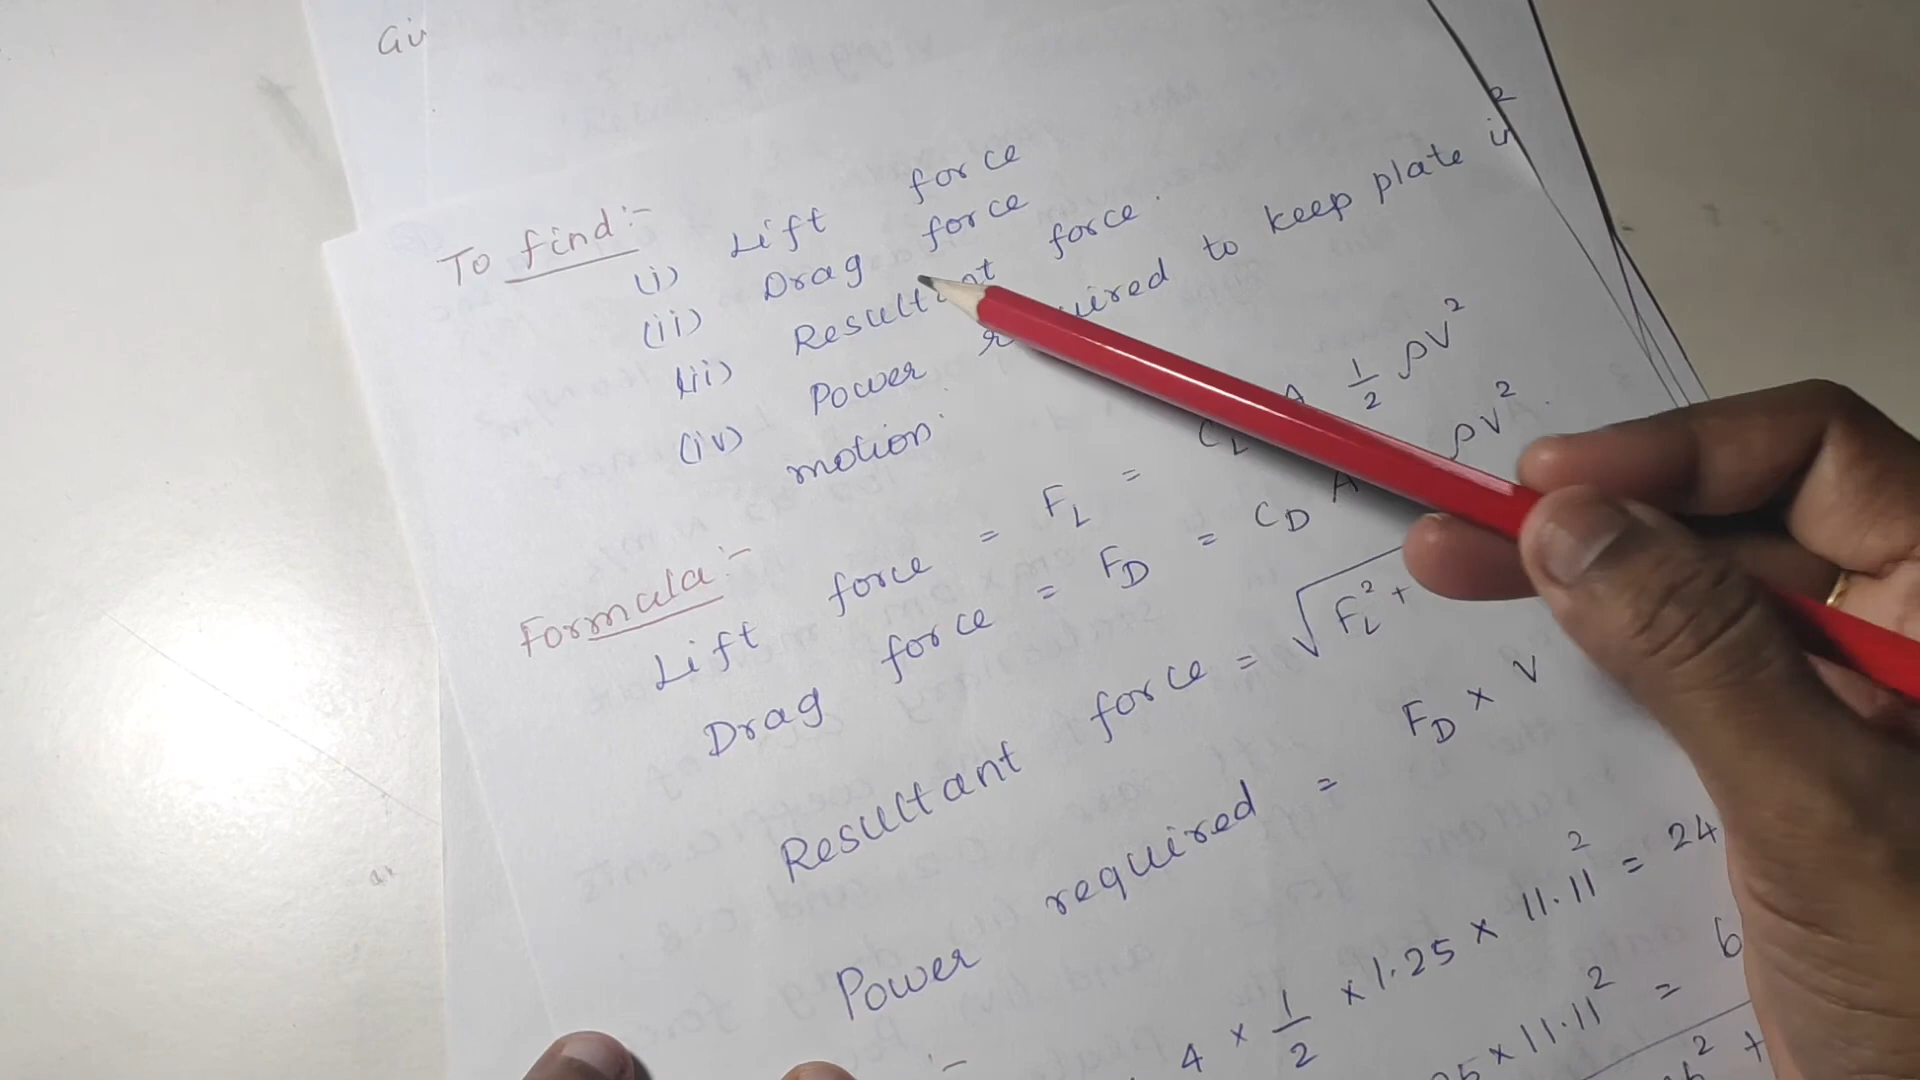 To find:-
(i) Lift force
(ii) Drag force
(iii) Resultant force.
(iv) Power required to keep plate in
motion.
Formula:-
Lift force = F_L = C_L A 1/2 ρV²
Drag force = F_D = C_D A ρV²
Resultant force = √F_L² +
Power required = F_D × V
4 × 1/2 × 1.25 × 11.11² = 24
× 11.11² = 6